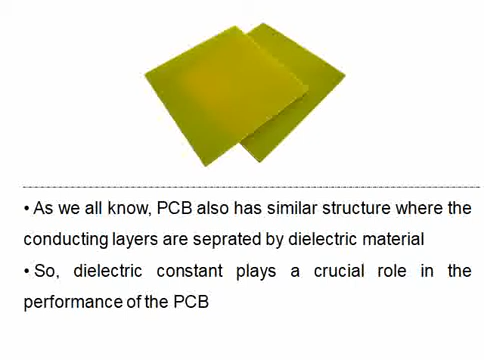 • As we all know, PCB also has similar structure where the
conducting layers are seprated by dielectric material
• So, dielectric constant plays a crucial role in the
performance of the PCB